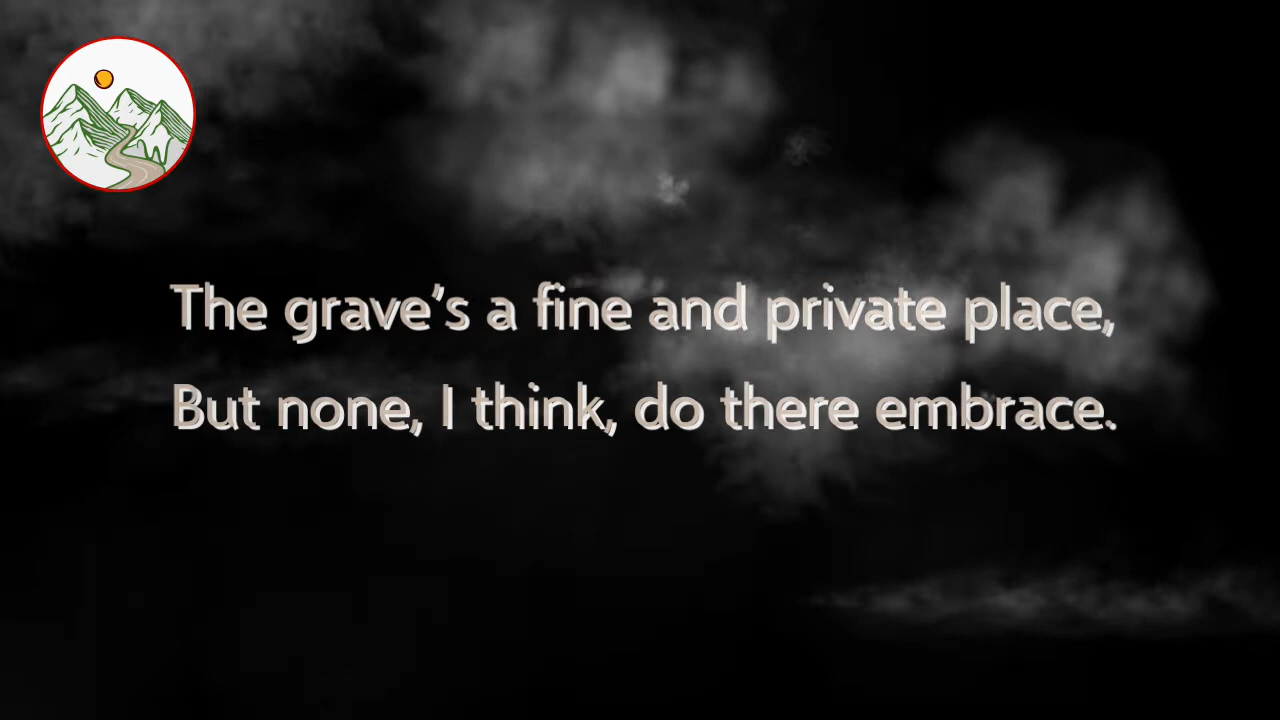 The grave’s a fine and private place,
But none, I think, do there embrace.